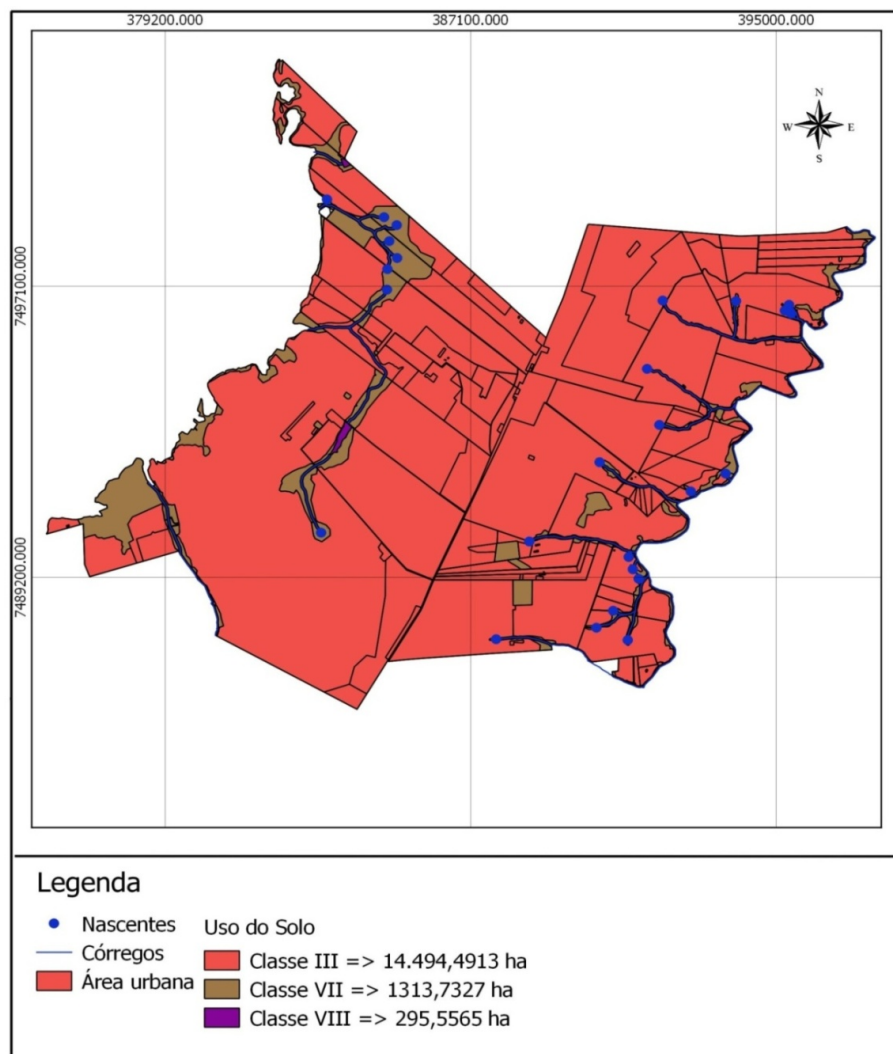 379200.000 387100.000 395000.000
N
W E
S
7497100.000
7489200.000
Legenda
Nascentes
Córregos
Área urbana
Uso do Solo
Classe III => 14.494,4913 ha
Classe VII => 1313,7327 ha
Classe VIII => 295,5565 ha